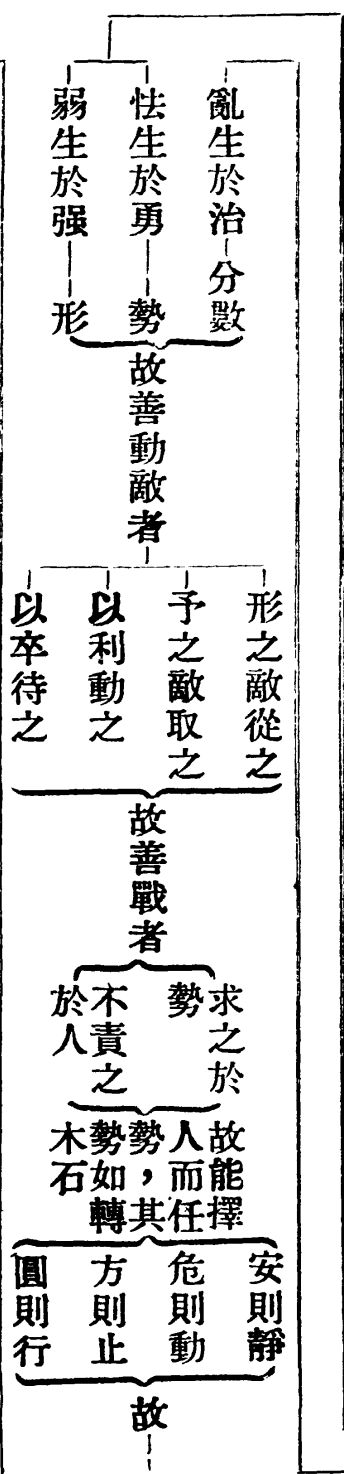 亂生於治 分數
怯生於勇 勢
弱生於强 形
故善動敵者
形之敵從之
予之敵取之
以利動之
以卒待之
故善戰者
求之於
勢
不責之
於人
故能擇
人而任
勢，其
勢如轉
木石
安則靜
危則動
方則止
圓則行
故